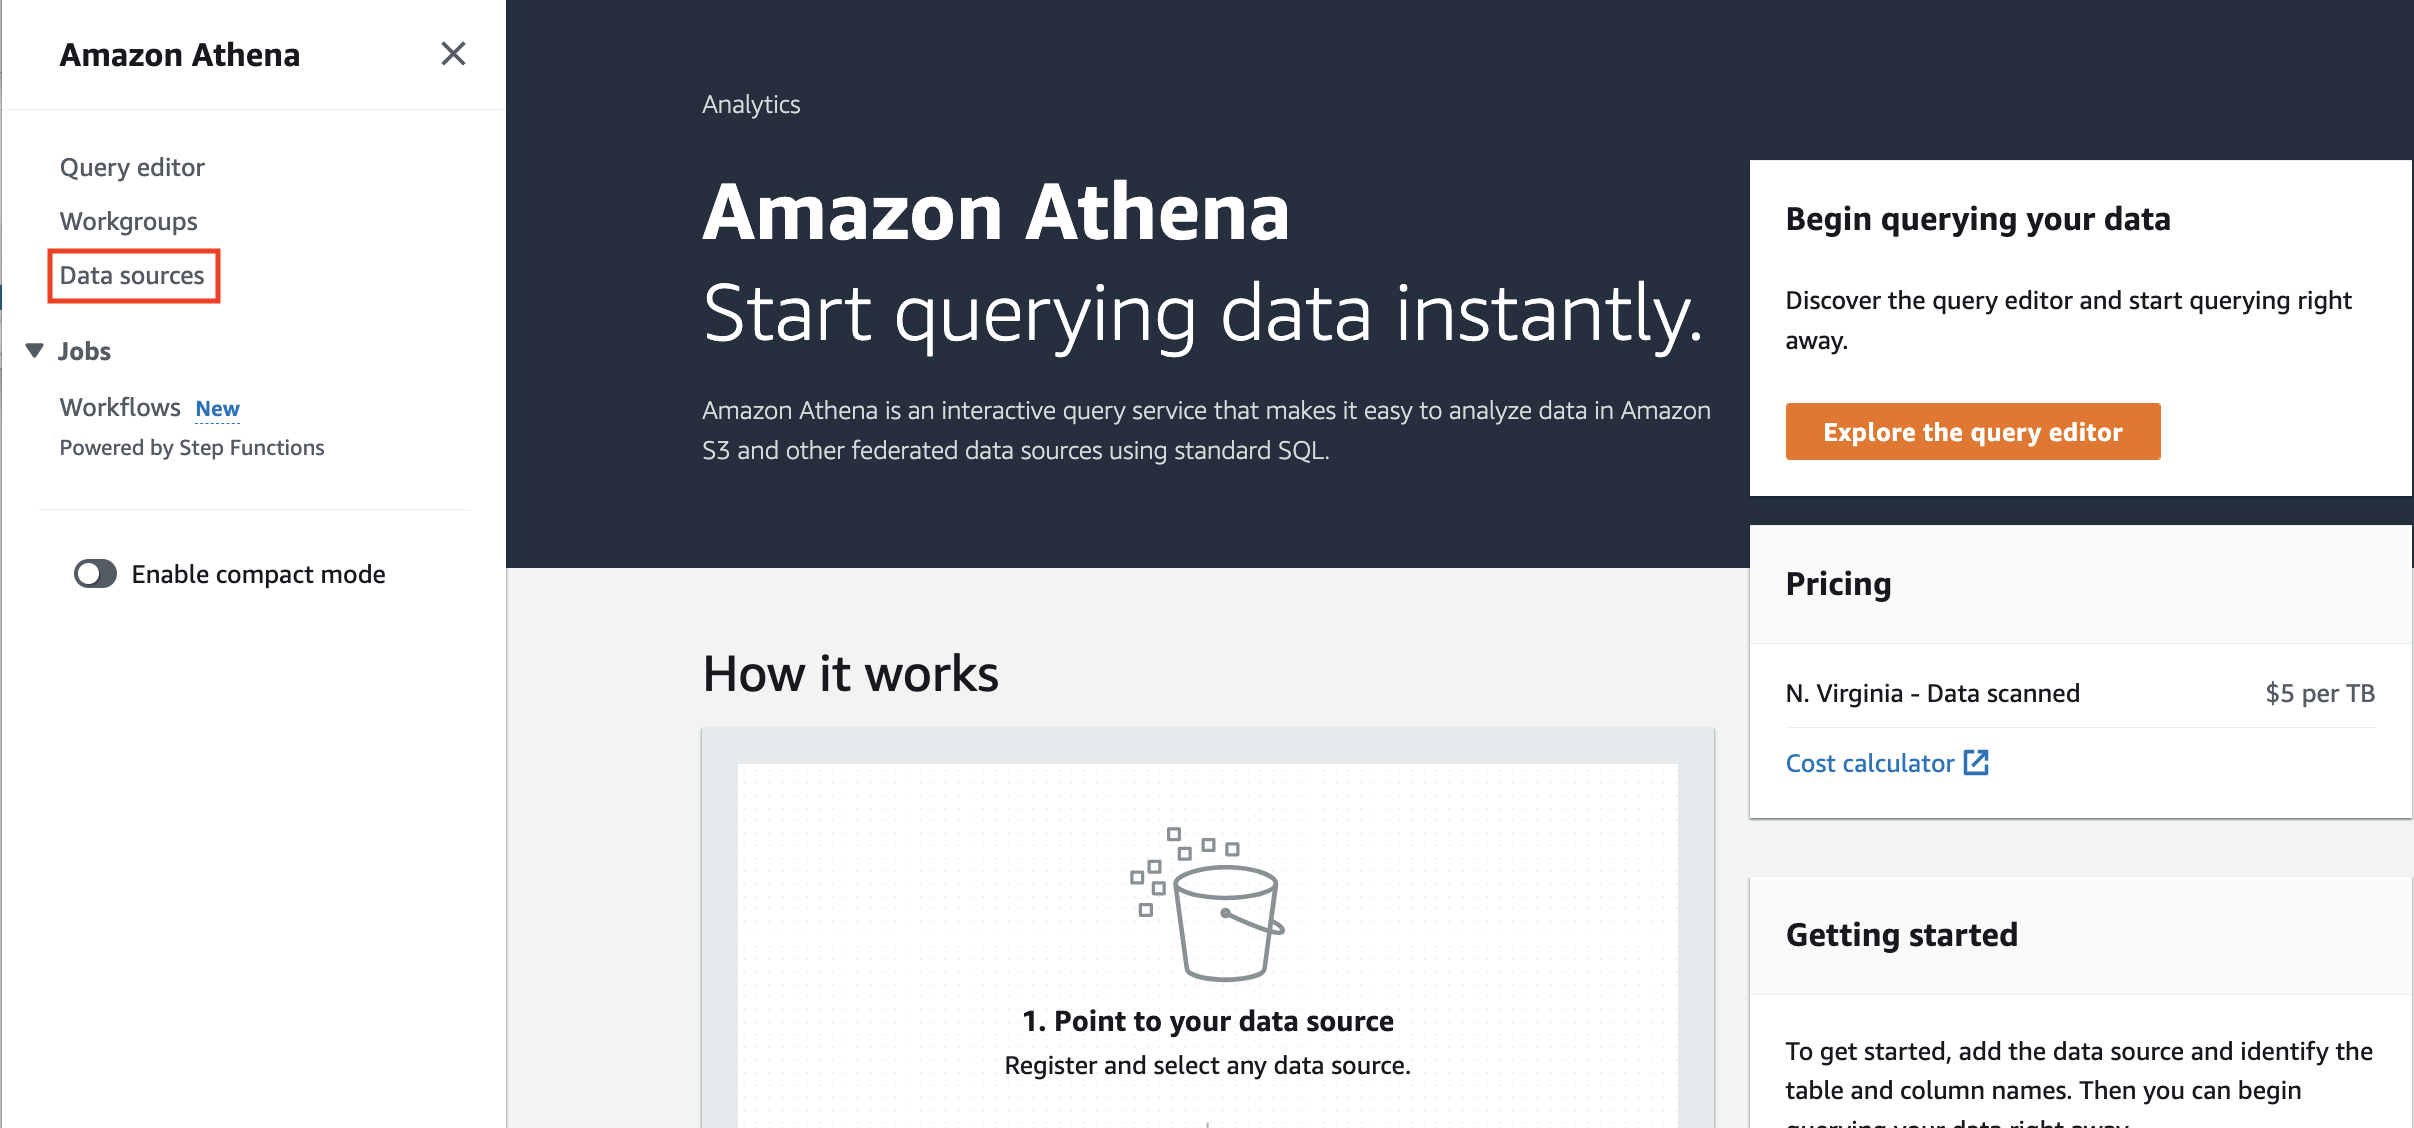 Amazon Athena
Query editor
Workgroups
Data sources
Jobs
Workflows New
Powered by Step Functions
Enable compact mode
Analytics
Amazon Athena
Start querying data instantly.
Amazon Athena is an interactive query service that makes it easy to analyze data in Amazon
S3 and other federated data sources using standard SQL.
Begin querying your data
Discover the query editor and start querying right
away.
Explore the query editor
Pricing
N. Virginia - Data scanned $5 per TB
Cost calculator
How it works
1. Point to your data source
Register and select any data source.
Getting started
To get started, add the data source and identify the
table and column names. Then you can begin
querying your data right away.